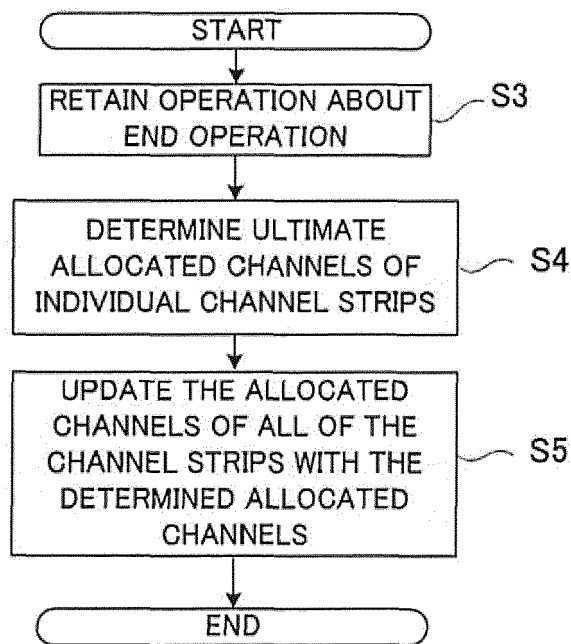 START
RETAIN OPERATION ABOUT
END OPERATION
S3
DETERMINE ULTIMATE
ALLOCATED CHANNELS OF
INDIVIDUAL CHANNEL STRIPS
S4
UPDATE THE ALLOCATED
CHANNELS OF ALL OF THE
CHANNEL STRIPS WITH THE
DETERMINED ALLOCATED
CHANNELS
S5
END